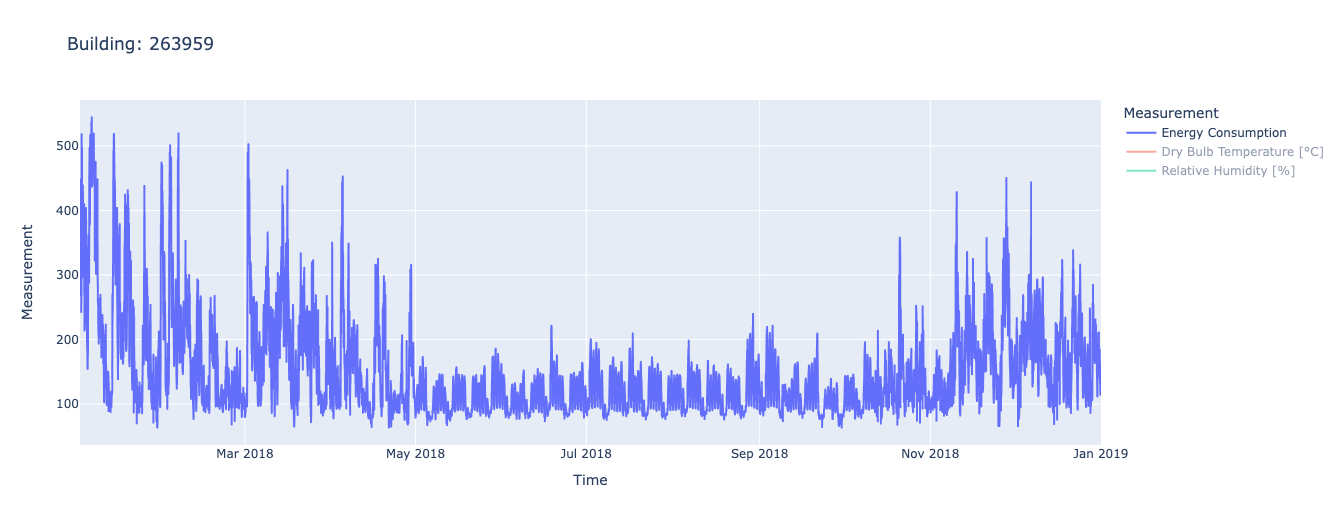 Building: 263959
Measurement
Energy Consumption
Dry Bulb Temperature [°C]
Relative Humidity [%]
500
400
300
200
100
Measurement
Mar 2018
May 2018
Jul 2018
Sep 2018
Nov 2018
Jan 2019
Time